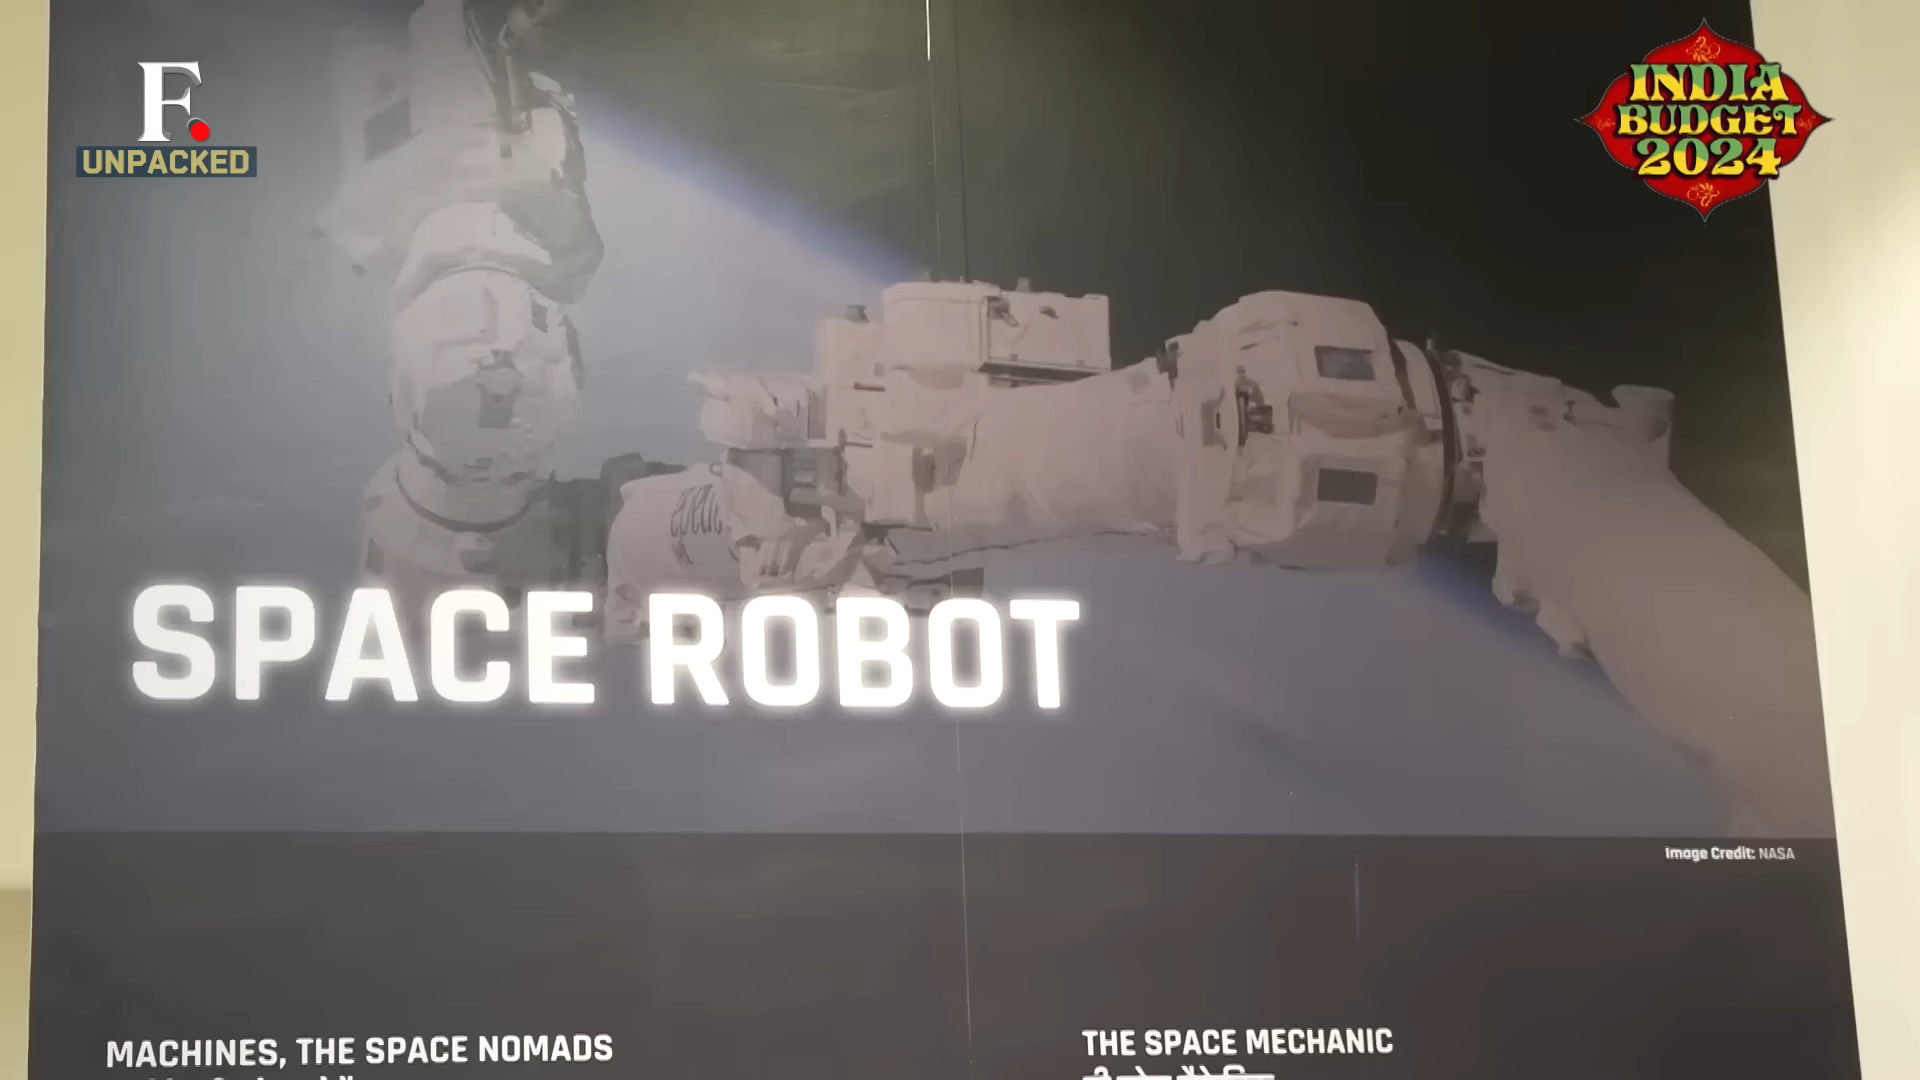 F
UNPACKED
INDIA
BUDGET
2024
SPACE ROBOT
Image Credit: NASA
MACHINES, THE SPACE NOMADS
THE SPACE MECHANIC